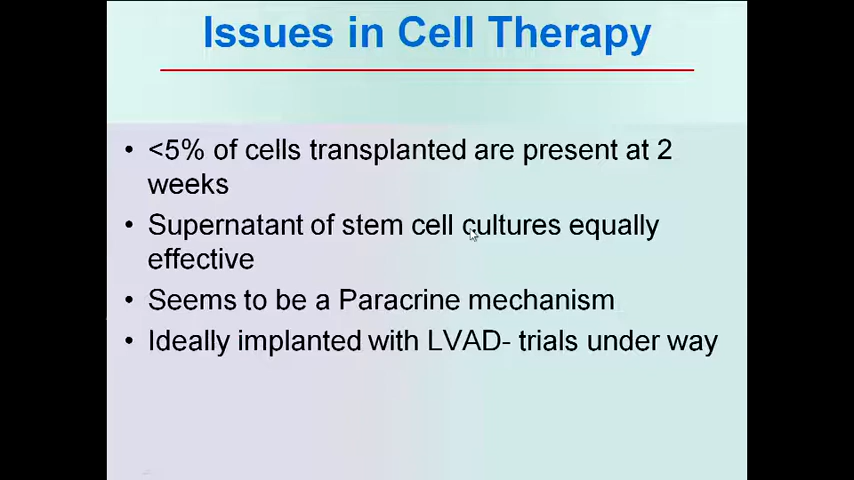 Issues in Cell Therapy
• <5% of cells transplanted are present at 2
weeks
• Supernatant of stem cell cultures equally
effective
• Seems to be a Paracrine mechanism
• Ideally implanted with LVAD- trials under way